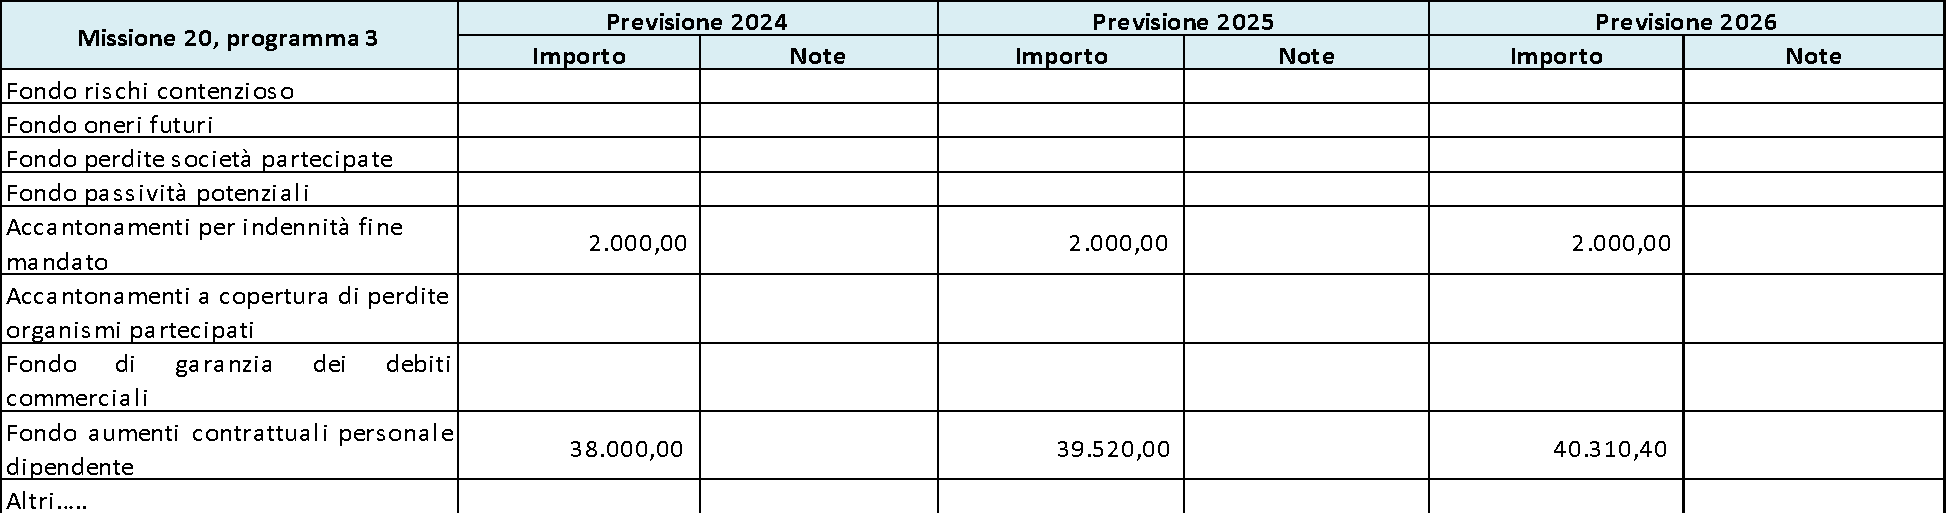 Missione 20, programma 3 Previsione 2024 Previsione 2025 Previsione 2026
Importo Note Importo Note Importo Note
Fondo rischi contenzioso
Fondo oneri futuri
Fondo perdite società partecipate
Fondo passività potenziali
Accantonamenti per indennità fine
mandato 2.000,00 2.000,00 2.000,00
Accantonamenti a copertura di perdite
organismi partecipati
Fondo di garanzia dei debiti
commerciali
Fondo aumenti contrattuali personale
dipendente 38.000,00 39.520,00 40.310,40
Altri.....